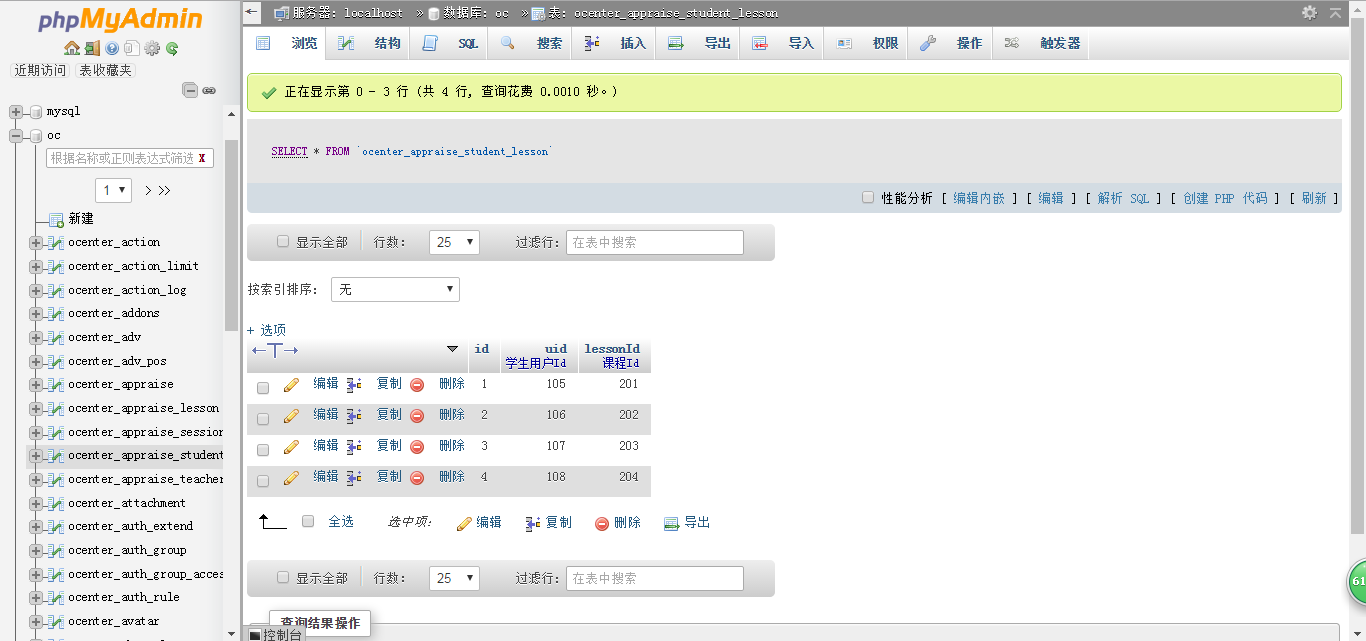 phpMyAdmin
近期访问 表收藏夹
mysql
oc
根据名称或正则表达式筛选 X
1 > >>
新建
ocenter_action
ocenter_action_limit
ocenter_action_log
ocenter_addons
ocenter_adv
ocenter_adv_pos
ocenter_appraise
ocenter_appraise_lesson
ocenter_appraise_session
ocenter_appraise_student
ocenter_appraise_teacher
ocenter_attachment
ocenter_auth_extend
ocenter_auth_group
ocenter_auth_group_acces
ocenter_auth_rule
ocenter_avatar
服务器: localhost » 数据库: oc » 表: ocenter_appraise_student_lesson
浏览 结构 SQL 搜索 插入 导出 导入 权限 操作 触发器
正在显示第 0 - 3 行 (共 4 行, 查询花费 0.0010 秒。)
SELECT * FROM `ocenter_appraise_student_lesson`
性能分析 [ 编辑内嵌 ] [ 编辑 ] [ 解析 SQL ] [ 创建 PHP 代码 ] [ 刷新 ]
显示全部 行数: 25 过滤行: 在表中搜索
按索引排序: 无
+ 选项
←T→ id uid lessonId
学生用户Id 课程Id
编辑 复制 删除 1 105 201
编辑 复制 删除 2 106 202
编辑 复制 删除 3 107 203
编辑 复制 删除 4 108 204
全选 选中项: 编辑 复制 删除 导出
显示全部 行数: 25 过滤行: 在表中搜索
61
查询结果操作
控制台